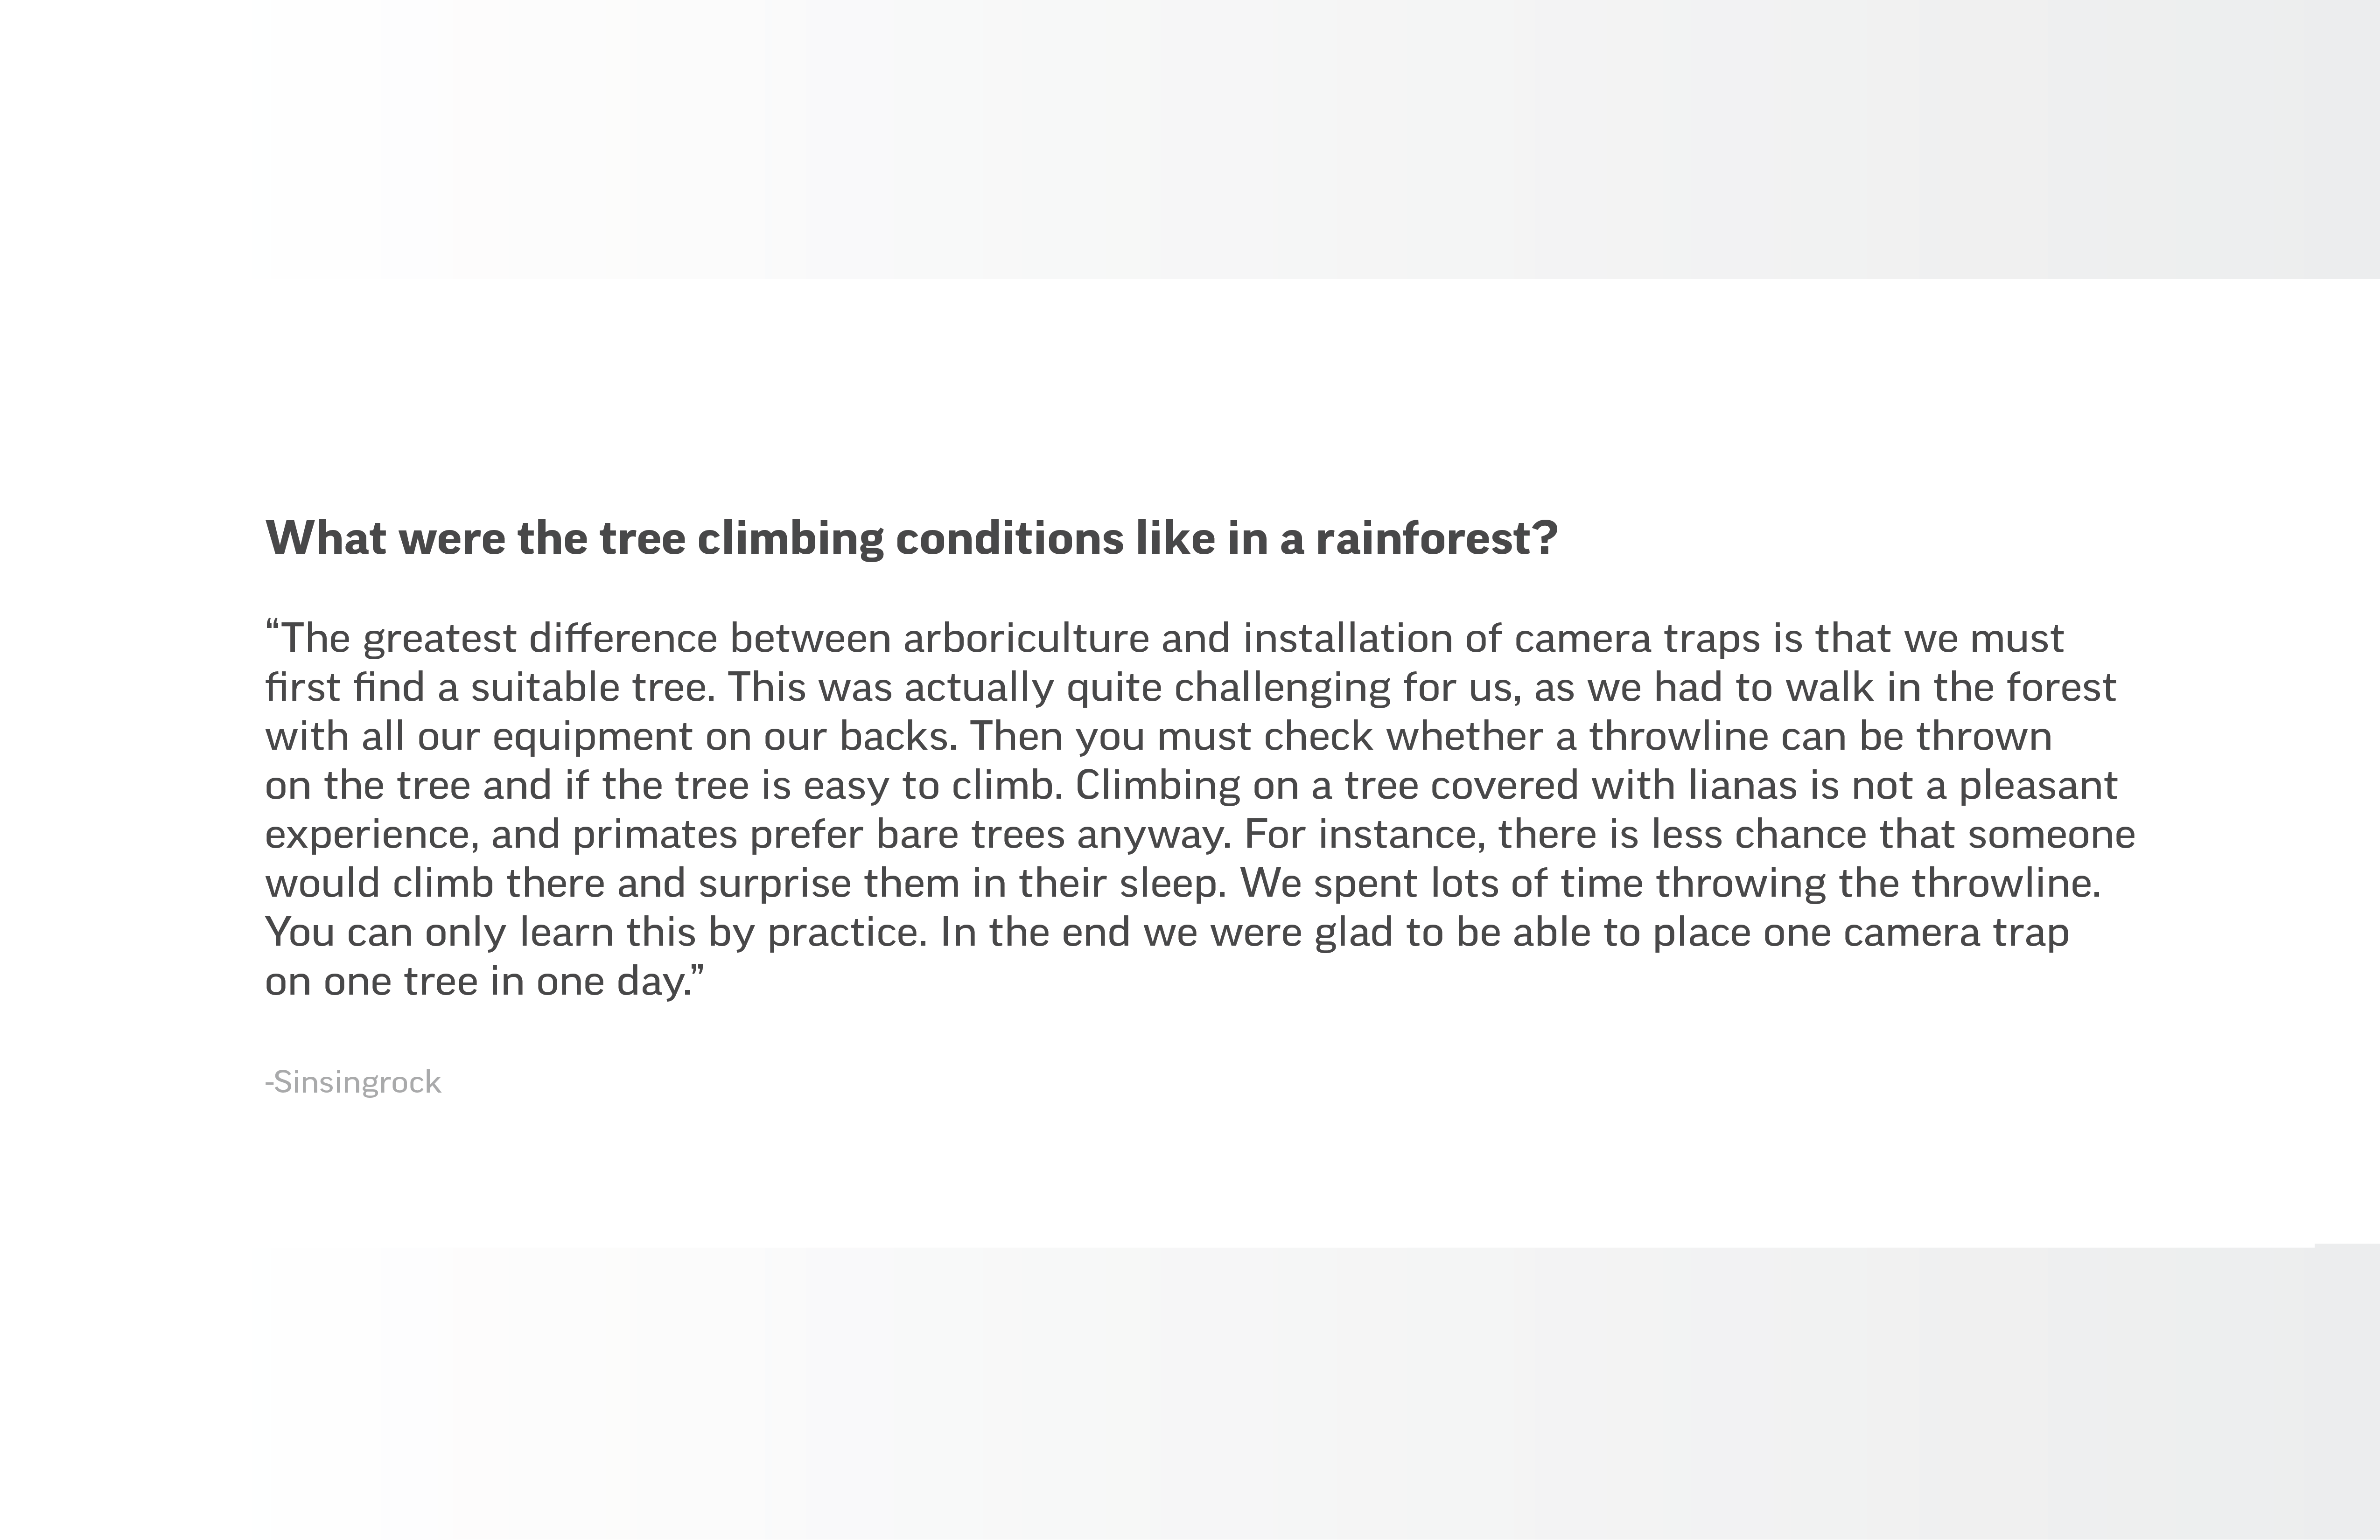 What were the tree climbing conditions like in a rainforest?
“The greatest difference between arboriculture and installation of camera traps is that we must
first find a suitable tree. This was actually quite challenging for us, as we had to walk in the forest
with all our equipment on our backs. Then you must check whether a throwline can be thrown
on the tree and if the tree is easy to climb. Climbing on a tree covered with lianas is not a pleasant
experience, and primates prefer bare trees anyway. For instance, there is less chance that someone
would climb there and surprise them in their sleep. We spent lots of time throwing the throwline.
You can only learn this by practice. In the end we were glad to be able to place one camera trap
on one tree in one day.”
-Sinsingrock